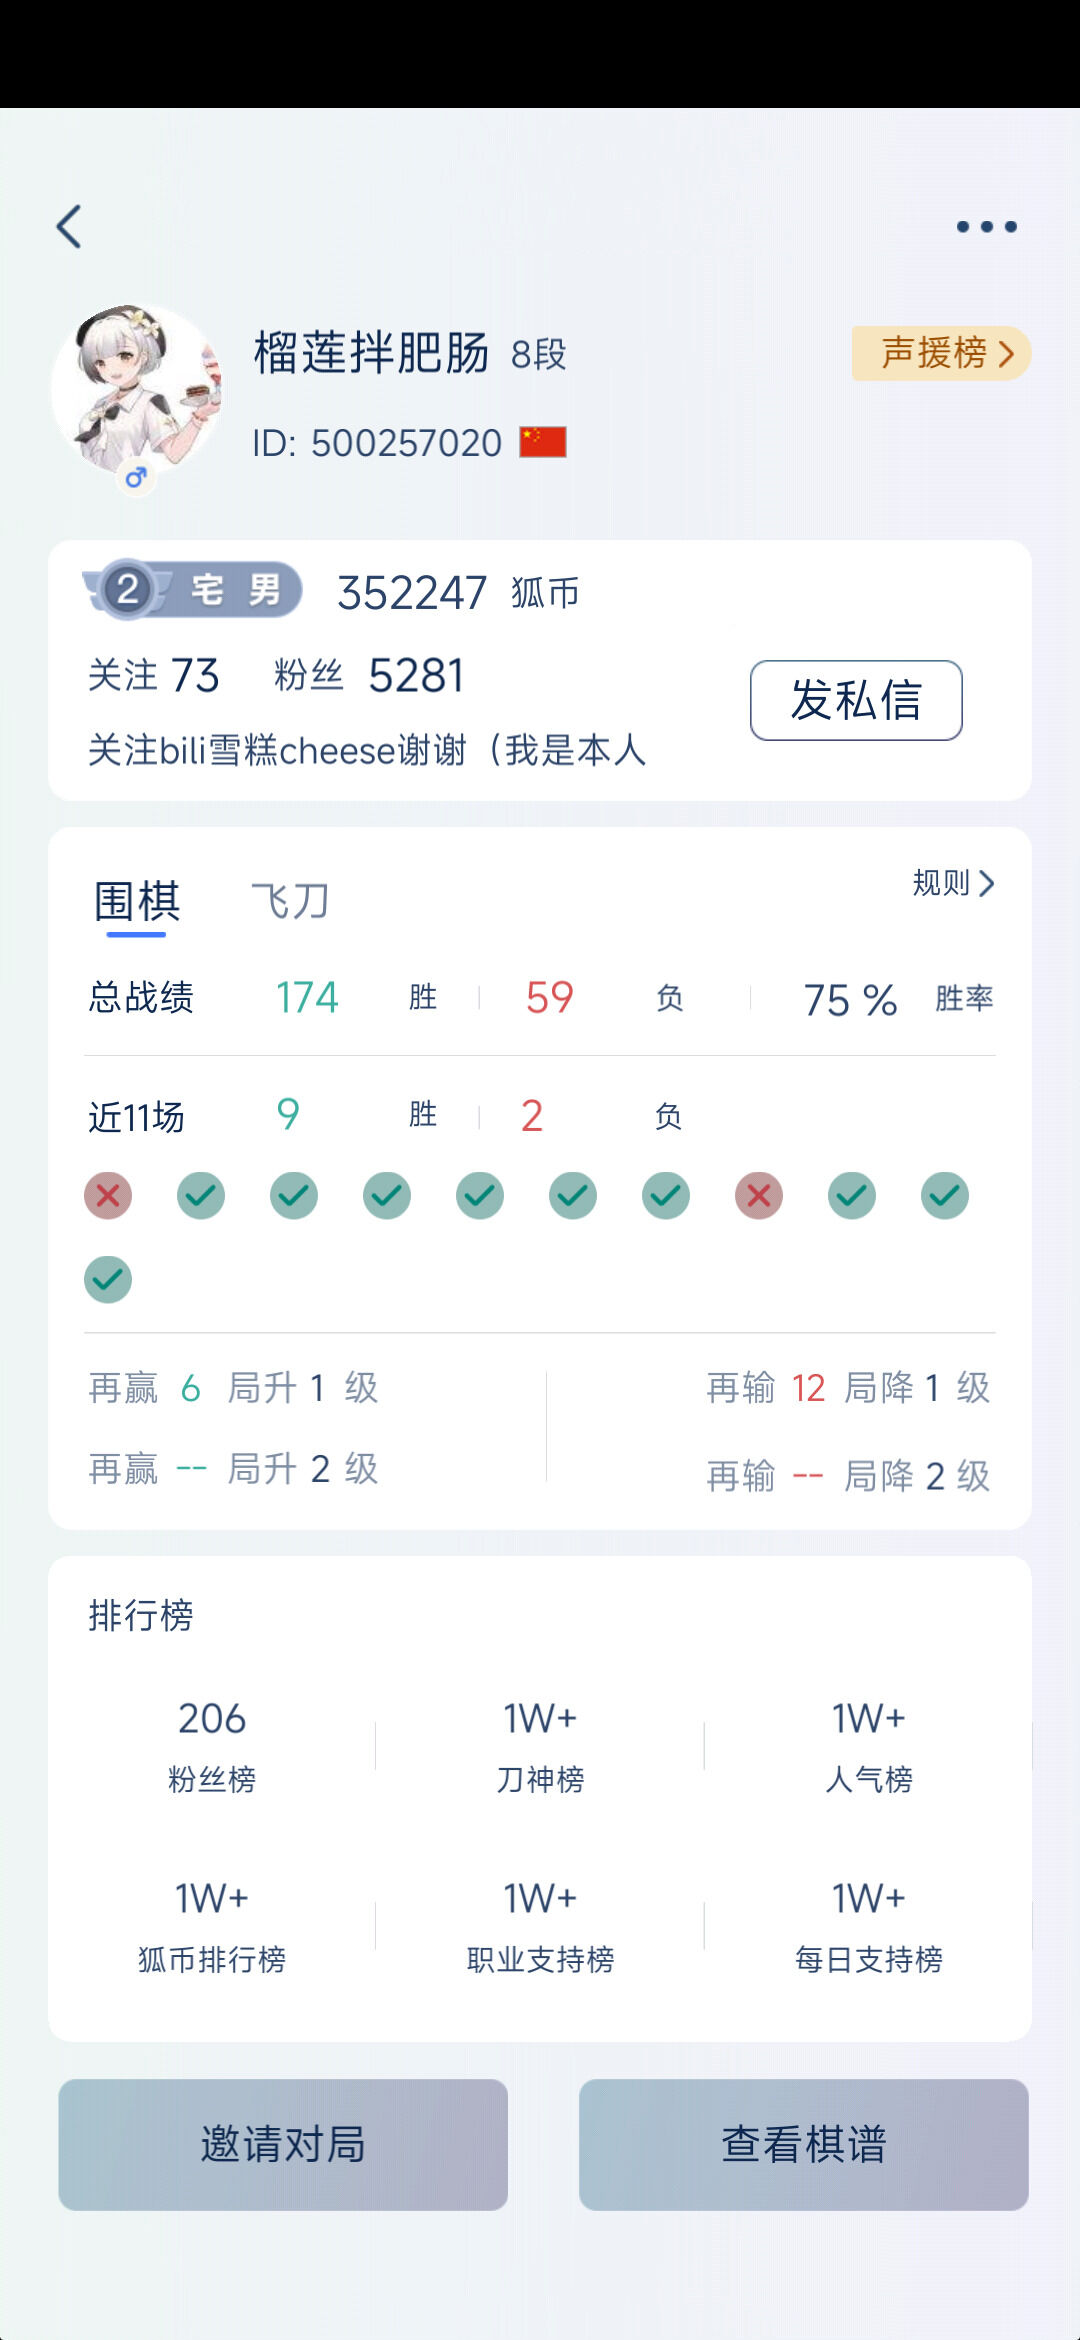 榴莲拌肥肠 8段
声援榜
ID: 500257020
2 宅男 352247 狐币
关注 73 粉丝 5281
发私信
关注bili雪糕cheese谢谢（我是本人
围棋 飞刀 规则
总战绩 174 胜 59 负 75 % 胜率
近11场 9 胜 2 负
再赢 6 局升 1 级 再输 12 局降 1 级
再赢 -- 局升 2 级 再输 -- 局降 2 级
排行榜
206 1W+ 1W+
粉丝榜 刀神榜 人气榜
1W+ 1W+ 1W+
狐币排行榜 职业支持榜 每日支持榜
邀请对局 查看棋谱